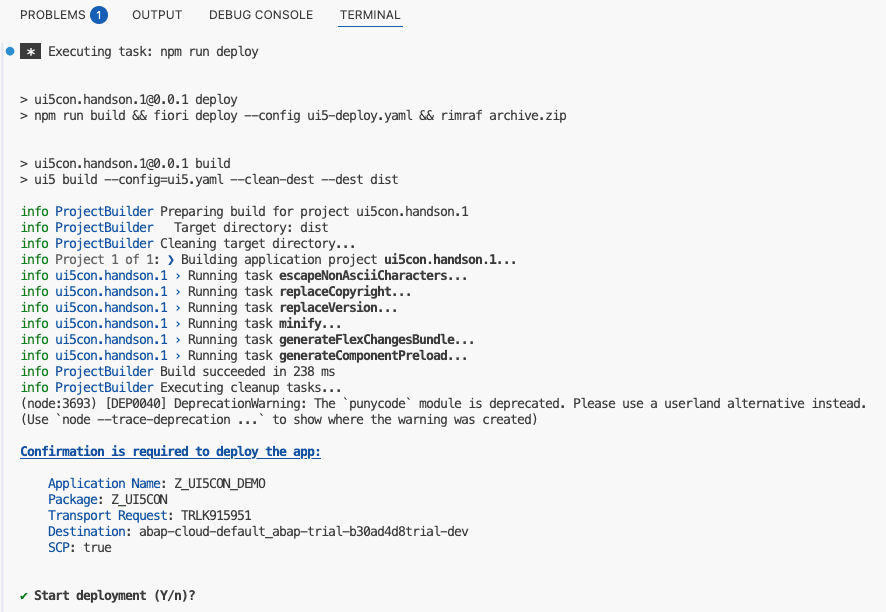 PROBLEMS 1 OUTPUT DEBUG CONSOLE TERMINAL
* Executing task: npm run deploy
> ui5con.handson.1@0.0.1 deploy
> npm run build && fiori deploy --config ui5-deploy.yaml && rimraf archive.zip
> ui5con.handson.1@0.0.1 build
> ui5 build --config=ui5.yaml --clean-dest --dest dist
info ProjectBuilder Preparing build for project ui5con.handson.1
info ProjectBuilder   Target directory: dist
info ProjectBuilder Cleaning target directory...
info Project 1 of 1: ❯ Building application project ui5con.handson.1...
info ui5con.handson.1 › Running task escapeNonAsciiCharacters...
info ui5con.handson.1 › Running task replaceCopyright...
info ui5con.handson.1 › Running task replaceVersion...
info ui5con.handson.1 › Running task minify...
info ui5con.handson.1 › Running task generateFlexChangesBundle...
info ui5con.handson.1 › Running task generateComponentPreload...
info ProjectBuilder Build succeeded in 238 ms
info ProjectBuilder Executing cleanup tasks...
(node:3693) [DEP0040] DeprecationWarning: The `punycode` module is deprecated. Please use a userland alternative instead.
(Use `node --trace-deprecation ...` to show where the warning was created)
Confirmation is required to deploy the app:
Application Name: Z_UI5CON_DEMO
Package: Z_UI5CON
Transport Request: TRLK915951
Destination: abap-cloud-default_abap-trial-b30ad4d8trial-dev
SCP: true
✔ Start deployment (Y/n)?